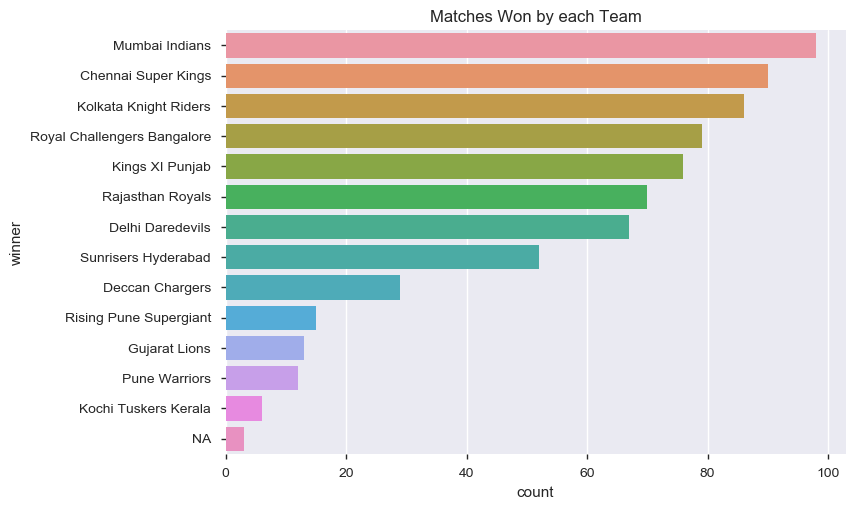 Matches Won by each Team
winner
Mumbai Indians
Chennai Super Kings
Kolkata Knight Riders
Royal Challengers Bangalore
Kings XI Punjab
Rajasthan Royals
Delhi Daredevils
Sunrisers Hyderabad
Deccan Chargers
Rising Pune Supergiant
Gujarat Lions
Pune Warriors
Kochi Tuskers Kerala
NA
0 20 40 60 80 100
count